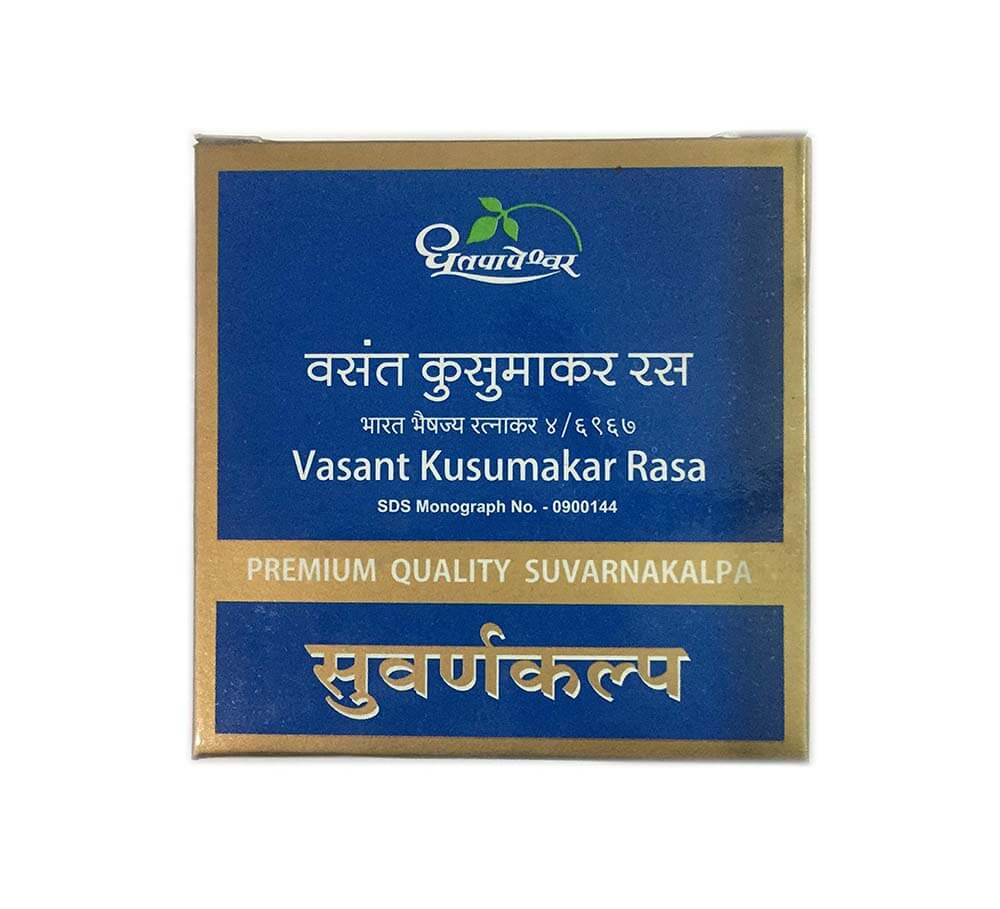 धूतपापेश्वर
वसंत कुसुमाकर रस
भारत भैषज्य रत्नाकर ४/६९६७
Vasant Kusumakar Rasa
SDS Monograph No. - 0900144
PREMIUM QUALITY SUVARNAKALPA
सुवर्णकल्प